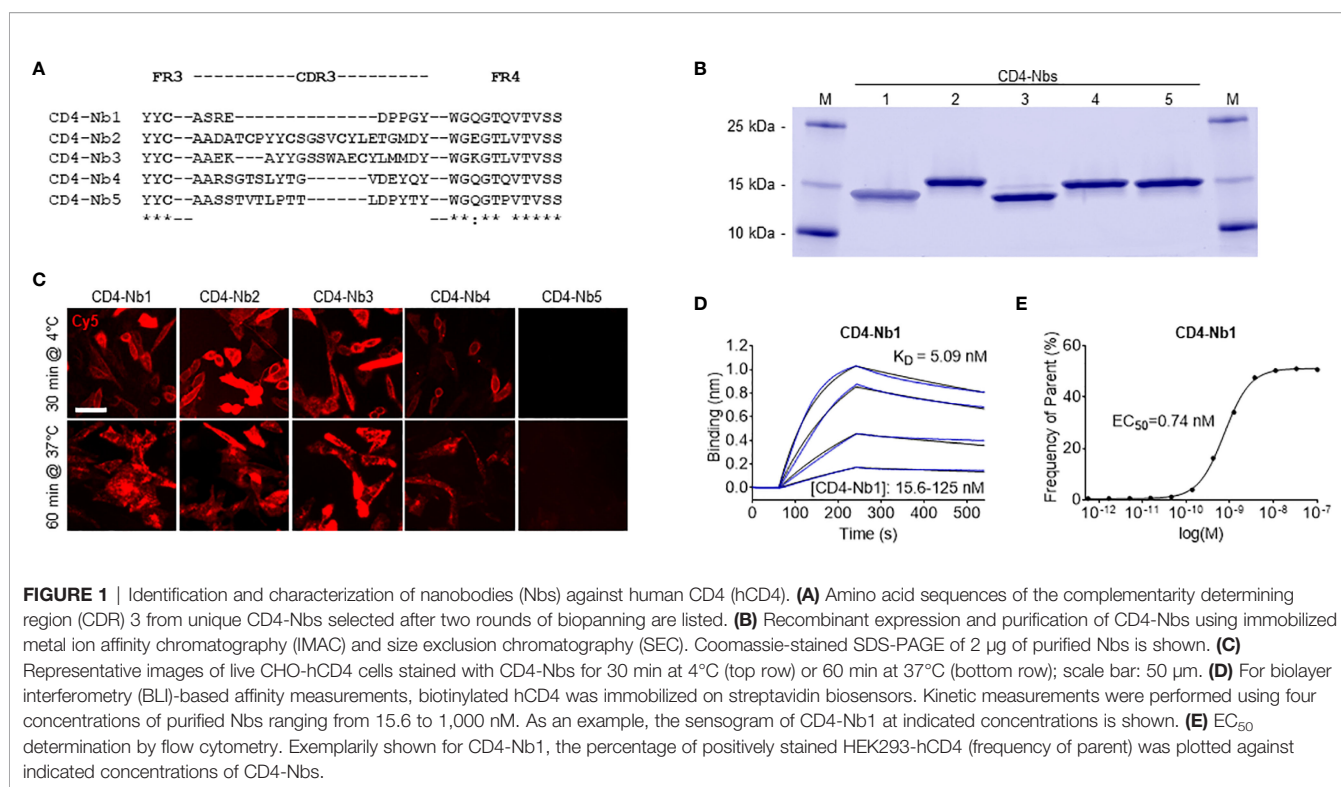 A
FR3 ----------CDR3--------- FR4
CD4-Nb1 YYC--ASRE----------------DPPGY--WGQGTQVTVSS
CD4-Nb2 YYC--AADATCPYYCSGSVCYLETGMDY--WGEGTLVTVSS
CD4-Nb3 YYC--AAEK---AYYGSSWAECYLMMDY--WGKGTLVTVSS
CD4-Nb4 YYC--AARSGTSLYTG-------VDEYQY--WGQGTQVTVSS
CD4-Nb5 YYC--AASSTVTLPTT-------LDPYTY--WGQGTPVTVSS
***-- --**:** *****
B
CD4-Nbs
M 1 2 3 4 5 M
25 kDa -
15 kDa -
10 kDa -
C
CD4-Nb1 CD4-Nb2 CD4-Nb3 CD4-Nb4 CD4-Nb5
Cy5
30 min @ 4°C
60 min @ 37°C
D
CD4-Nb1
K_D = 5.09 nM
1.2
1.0
0.8
0.6
0.4
0.2
0.0
Binding (nm)
[CD4-Nb1]: 15.6-125 nM
0 100 200 300 400 500
Time (s)
E
CD4-Nb1
60
40
20
0
Frequency of Parent (%)
EC50=0.74 nM
10-12 10-11 10-10 10-9 10-8 10-7
log(M)
FIGURE 1 | Identification and characterization of nanobodies (Nbs) against human CD4 (hCD4). (A) Amino acid sequences of the complementarity determining
region (CDR) 3 from unique CD4-Nbs selected after two rounds of biopanning are listed. (B) Recombinant expression and purification of CD4-Nbs using immobilized
metal ion affinity chromatography (IMAC) and size exclusion chromatography (SEC). Coomassie-stained SDS-PAGE of 2 µg of purified Nbs is shown. (C)
Representative images of live CHO-hCD4 cells stained with CD4-Nbs for 30 min at 4°C (top row) or 60 min at 37°C (bottom row); scale bar: 50 µm. (D) For biolayer
interferometry (BLI)-based affinity measurements, biotinylated hCD4 was immobilized on streptavidin biosensors. Kinetic measurements were performed using four
concentrations of purified Nbs ranging from 15.6 to 1,000 nM. As an example, the sensogram of CD4-Nb1 at indicated concentrations is shown. (E) EC50
determination by flow cytometry. Exemplarily shown for CD4-Nb1, the percentage of positively stained HEK293-hCD4 (frequency of parent) was plotted against
indicated concentrations of CD4-Nbs.